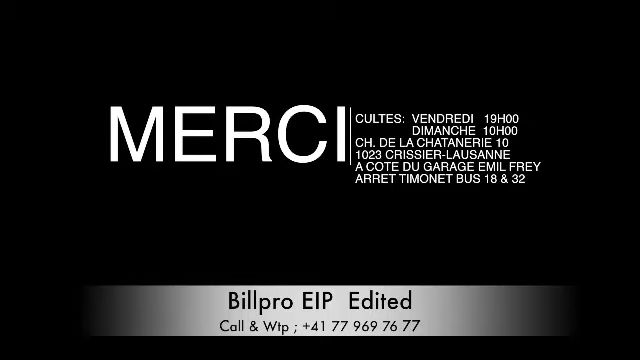 MERCI
CULTES: VENDREDI 19H00
DIMANCHE 10H00
CH. DE LA CHATANERIE 10
1023 CRISSIER-LAUSANNE
A COTE DU GARAGE EMIL FREY
ARRET TIMONET BUS 18 & 32
Billpro EIP Edited
Call & Wtp ; +41 77 969 76 77